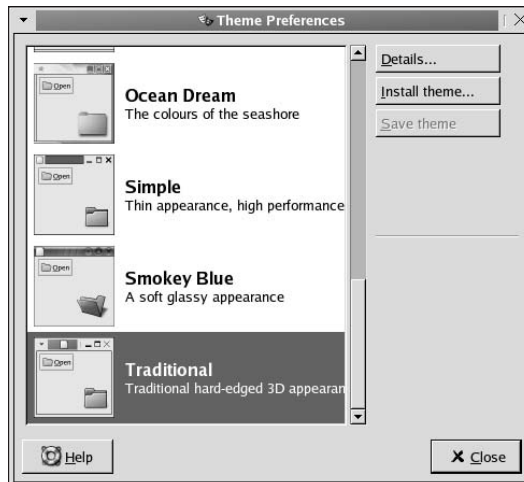 Theme Preferences
Open
Ocean Dream
The colours of the seashore
Open
Simple
Thin appearance, high performance
Open
Smokey Blue
A soft glassy appearance
Open
Traditional
Traditional hard-edged 3D appearan
Details...
Install theme...
Save theme
Help
Close